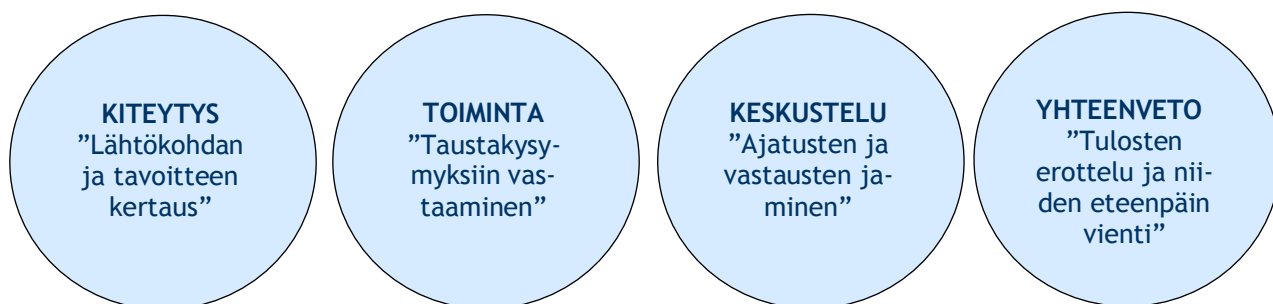 KITEYTYS
”Lähtökohdan
ja tavoitteen
kertaus”
TOIMINTA
”Taustakysy-
myksiin vas-
taaminen”
KESKUSTELU
”Ajatusten ja
vastausten ja-
minen”
YHTEENVETO
”Tulosten
erottelu ja nii-
den eteenpäin
vienti”